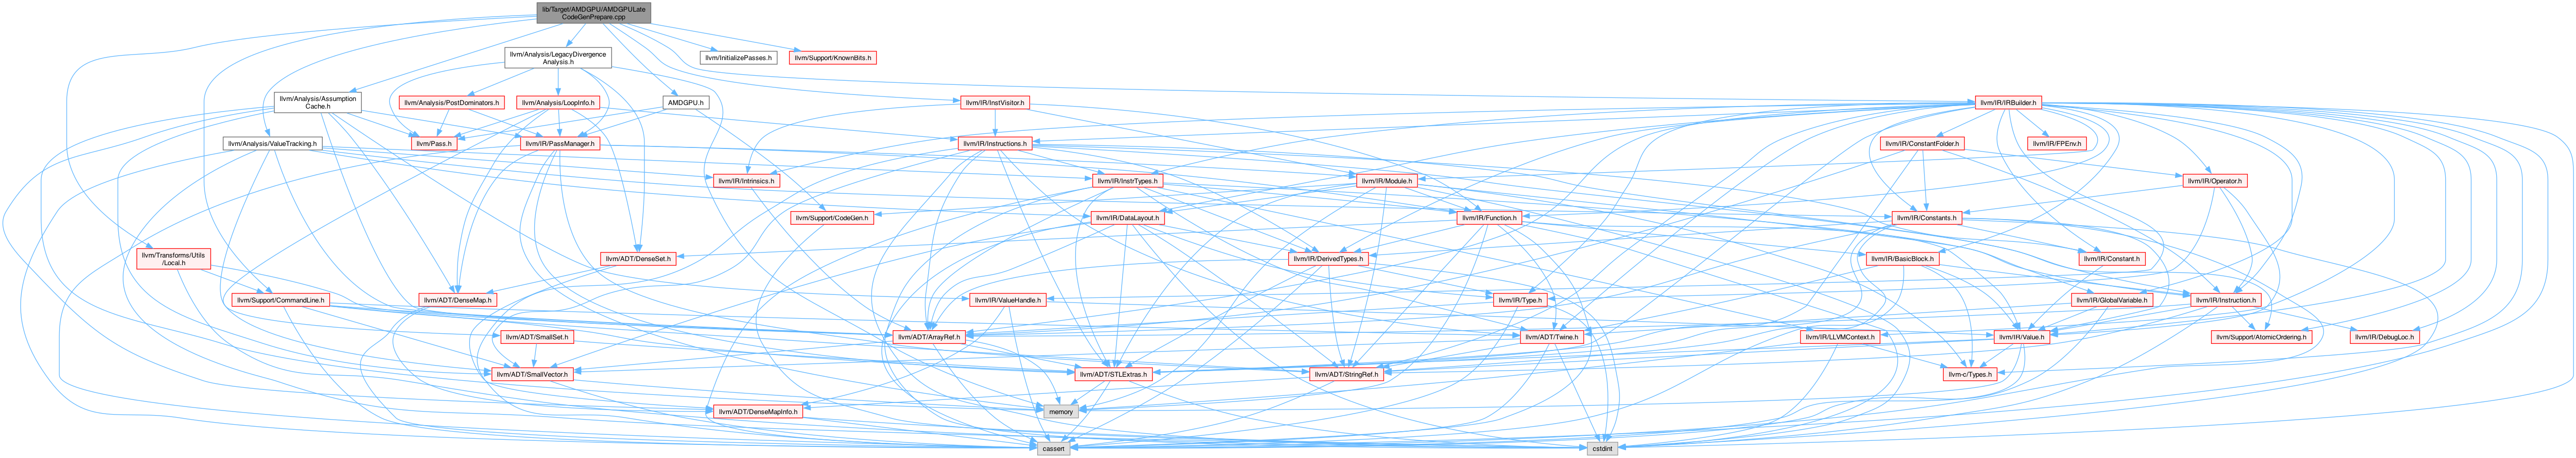 lib/Target/AMDGPU/AMDGPULate
CodeGenPrepare.cpp
llvm/Analysis/LegacyDivergence
Analysis.h
llvm/InitializePasses.h
llvm/Support/KnownBits.h
llvm/Analysis/Assumption
Cache.h
llvm/Analysis/PostDominators.h
llvm/Analysis/LoopInfo.h
AMDGPU.h
llvm/IR/InstVisitor.h
llvm/IR/IRBuilder.h
llvm/Analysis/ValueTracking.h
llvm/Pass.h
llvm/IR/PassManager.h
llvm/IR/Instructions.h
llvm/IR/ConstantFolder.h
llvm/IR/FPEnv.h
llvm/IR/Intrinsics.h
llvm/IR/InstrTypes.h
llvm/IR/Module.h
llvm/IR/Operator.h
llvm/Support/CodeGen.h
llvm/IR/DataLayout.h
llvm/IR/Function.h
llvm/IR/Constants.h
llvm/Transforms/Utils
/Local.h
llvm/ADT/DenseSet.h
llvm/IR/DerivedTypes.h
llvm/IR/BasicBlock.h
llvm/IR/Constant.h
llvm/Support/CommandLine.h
llvm/ADT/DenseMap.h
llvm/IR/ValueHandle.h
llvm/IR/Type.h
llvm/IR/GlobalVariable.h
llvm/IR/Instruction.h
llvm/ADT/SmallSet.h
llvm/ADT/ArrayRef.h
llvm/ADT/Twine.h
llvm/IR/LLVMContext.h
llvm/IR/Value.h
llvm/Support/AtomicOrdering.h
llvm/IR/DebugLoc.h
llvm/ADT/SmallVector.h
llvm/ADT/STLExtras.h
llvm/ADT/StringRef.h
llvm-c/Types.h
llvm/ADT/DenseMapInfo.h
memory
cassert
cstdint